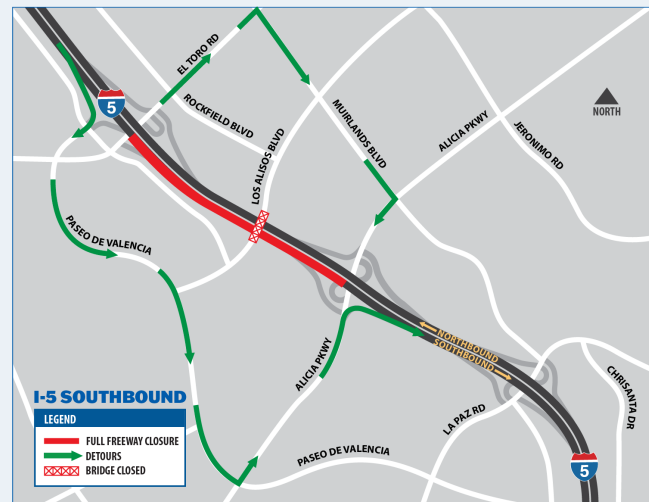 EL TORO RD
5
ROCKFIELD BLVD
MUIRLANDS BLVD
ALICIA PKWY
NORTH
JERONIMO RD
LOS ALISOS BLVD
PASEO DE VALENCIA
NORTHBOUND
SOUTHBOUND
ALICIA PKWY
CHRISANTA DR
LA PAZ RD
PASEO DE VALENCIA
5
I-5 SOUTHBOUND
LEGEND
FULL FREEWAY CLOSURE
DETOURS
BRIDGE CLOSED